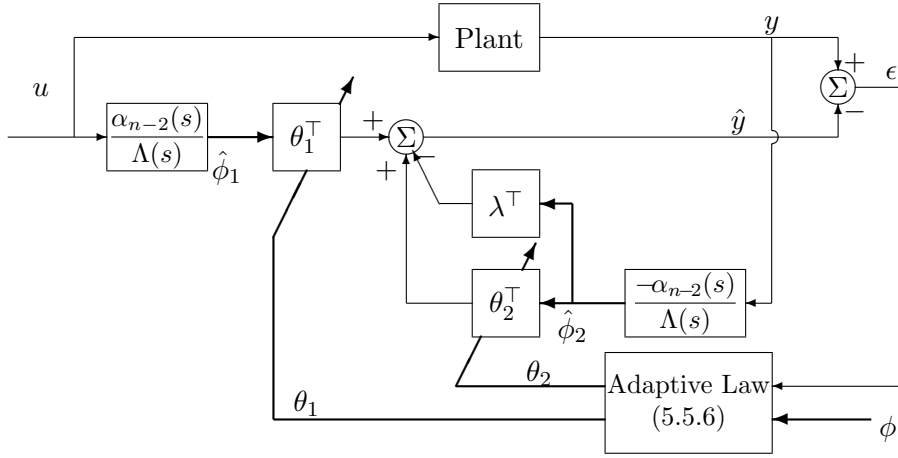 y
Plant
+
Σ
ϵ
−
u
α_{n−2}(s)
Λ(s)
θ_1^⊤
+
Σ
−
+
ŷ
ϕ̂_1
λ^⊤
θ_2^⊤
ϕ̂_2
−α_{n−2}(s)
Λ(s)
θ_2
Adaptive Law
(5.5.6)
θ_1
ϕ